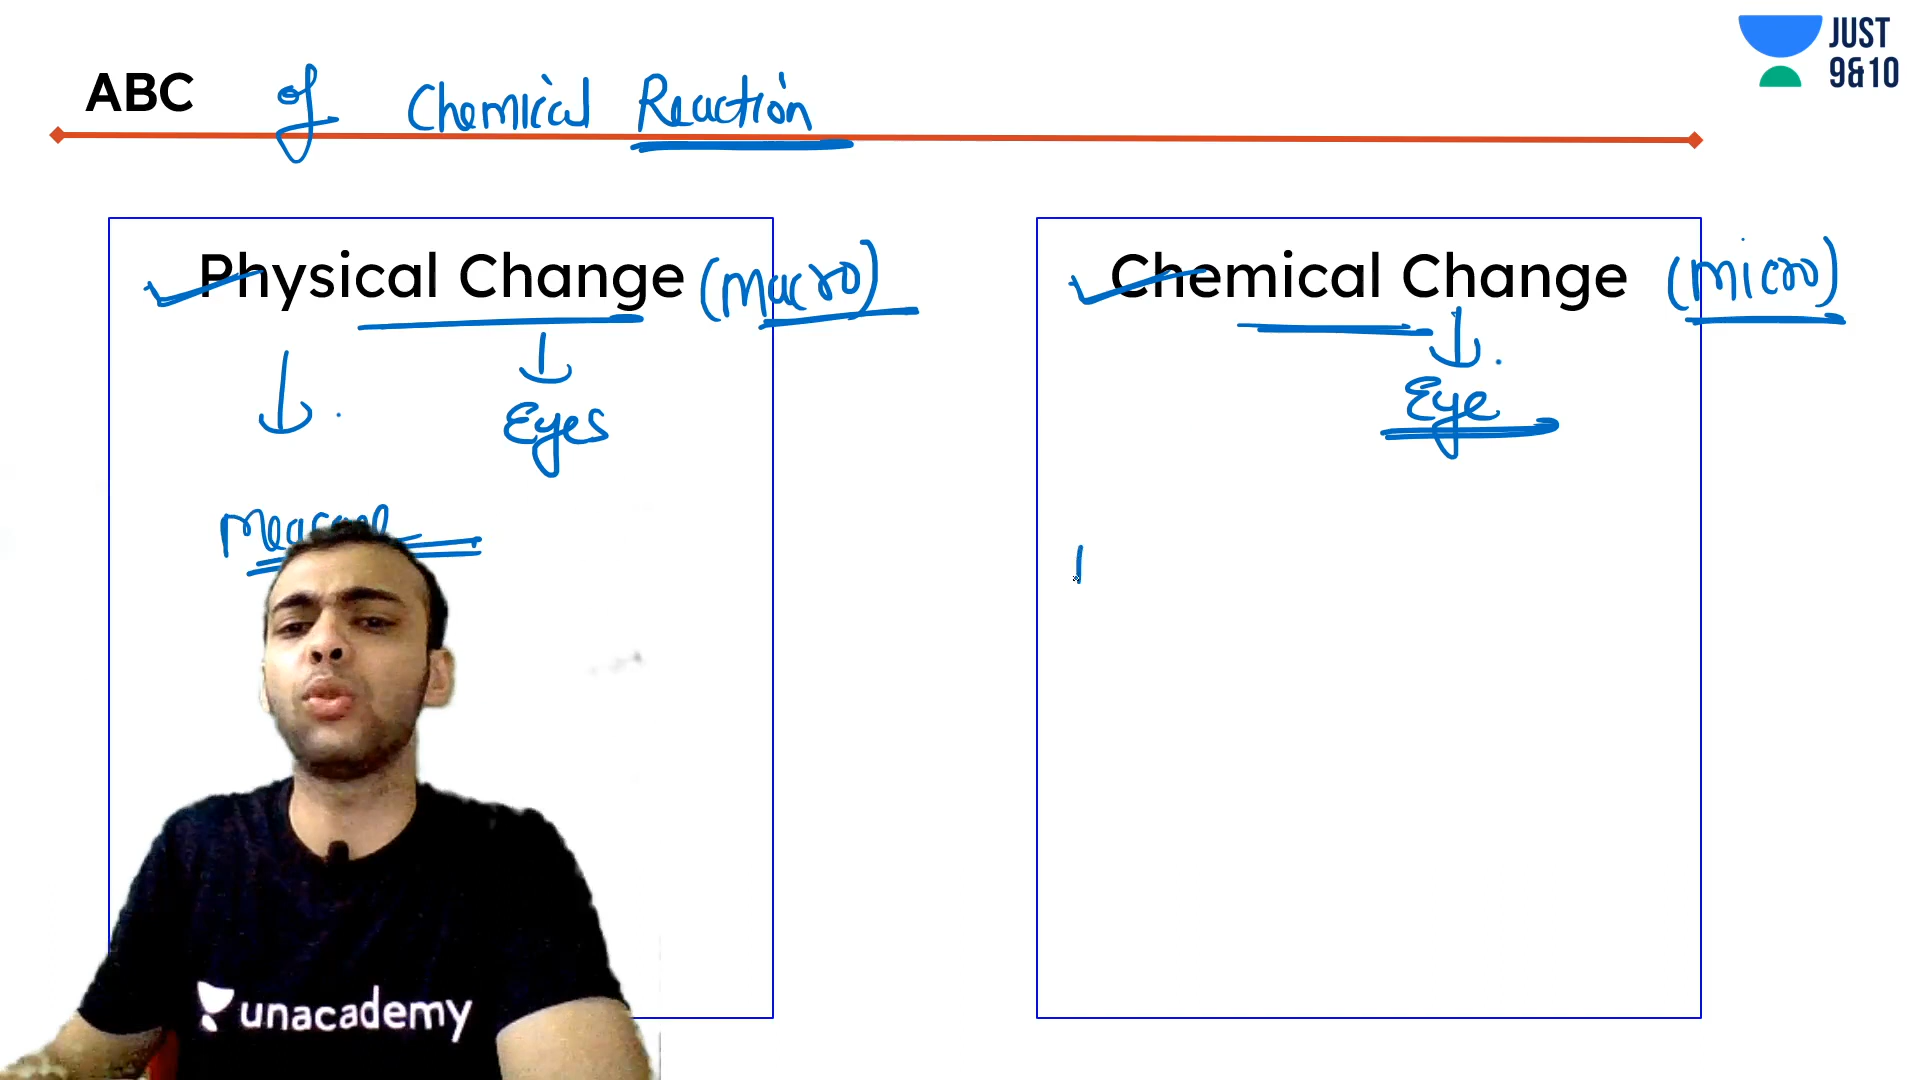 JUST
9&10
ABC of Chemical Reaction
Physical Change (Macro)
Eyes
Chemical Change (Micro)
Eye
unacademy